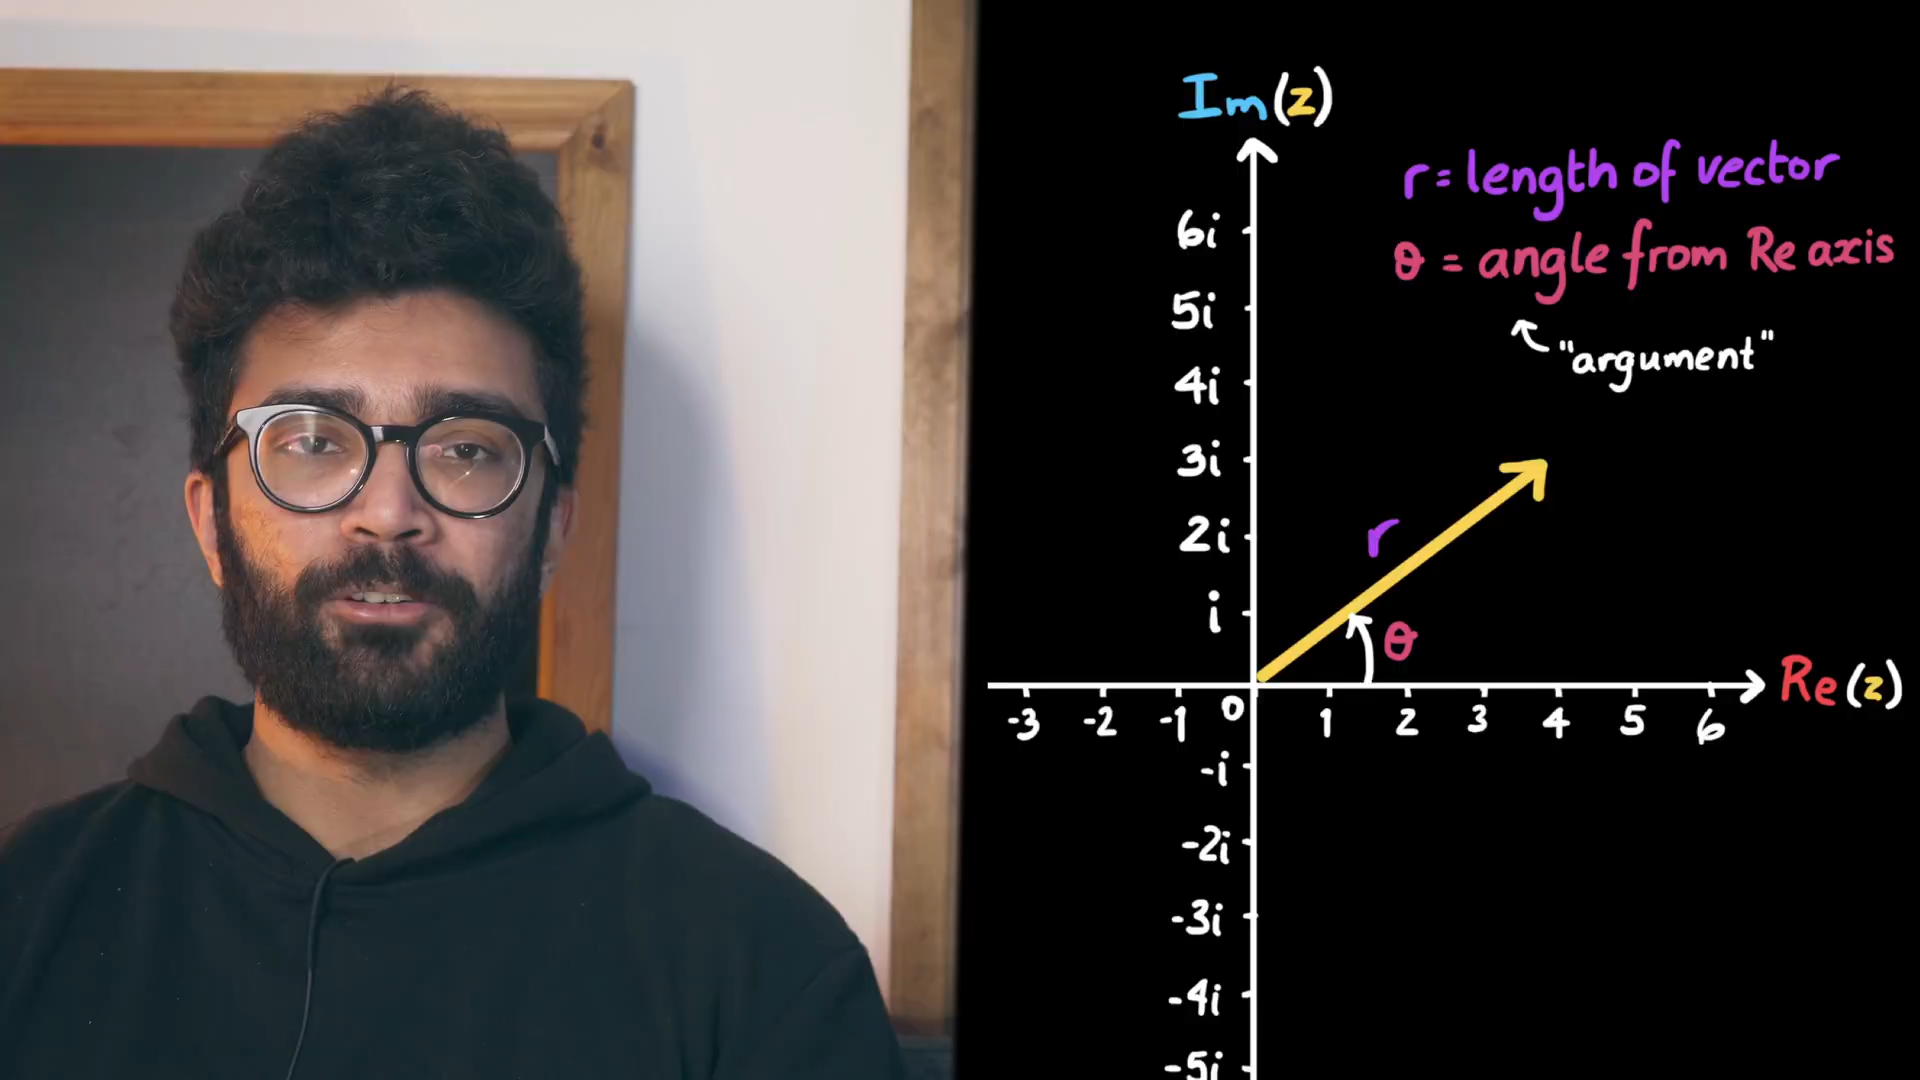 Im(z)
r = length of vector
θ = angle from Re axis
"argument"
6i
5i
4i
3i
2i
i
r
θ
Re(z)
-3 -2 -1 0 1 2 3 4 5 6
-i
-2i
-3i
-4i
-5i